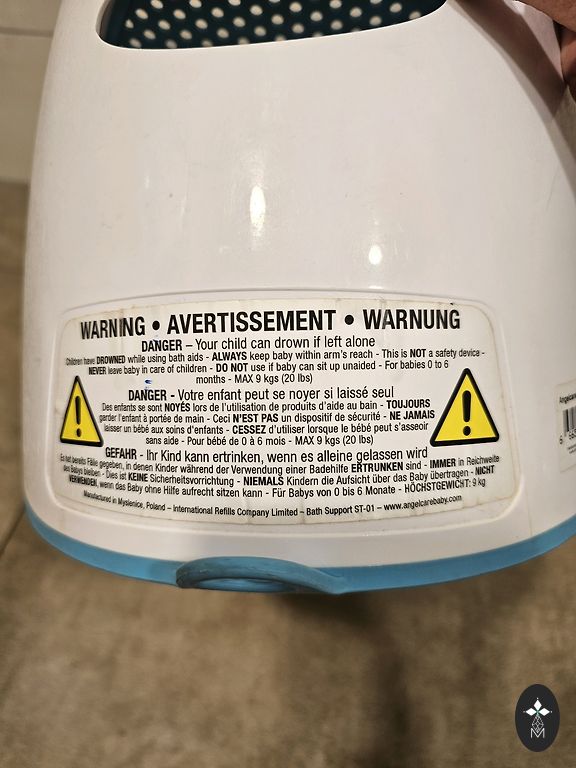 WARNING • AVERTISSEMENT • WARNUNG
DANGER – Your child can drown if left alone
Children have DROWNED while using bath aids - ALWAYS keep baby within arm's reach - This is NOT a safety device -
NEVER leave baby in care of children - DO NOT use if baby can sit up unaided - For babies 0 to 6
months - MAX 9 kgs (20 lbs)
DANGER - Votre enfant peut se noyer si laissé seul
Des enfants se sont NOYÉS lors de l'utilisation de produits d'aide au bain - TOUJOURS
garder l'enfant à portée de main - Ceci N'EST PAS un dispositif de sécurité - NE JAMAIS
laisser un bébé aux soins d'enfants - CESSEZ d'utiliser lorsque le bébé peut s'asseoir
sans aide - Pour bébé de 0 à 6 mois - MAX 9 kgs (20 lbs)
GEFAHR - Ihr Kind kann ertrinken, wenn es alleine gelassen wird
Es hat bereits Fälle gegeben, in denen Kinder während der Verwendung einer Badehilfe ERTRUNKEN sind - IMMER in Reichweite
des Babys bleiben - Dies ist KEINE Sicherheitsvorrichtung - NIEMALS Kindern die Aufsicht über das Baby übertragen - NICHT
VERWENDEN, wenn das Baby ohne Hilfe aufrecht sitzen kann - Für Babys von 0 bis 6 Monate - HÖCHSTGEWICHT: 9 kg
Manufactured in Myslenice, Poland – International Refills Company Limited – Bath Support ST-01 – www.angelcarebaby.com
Angelcare
M